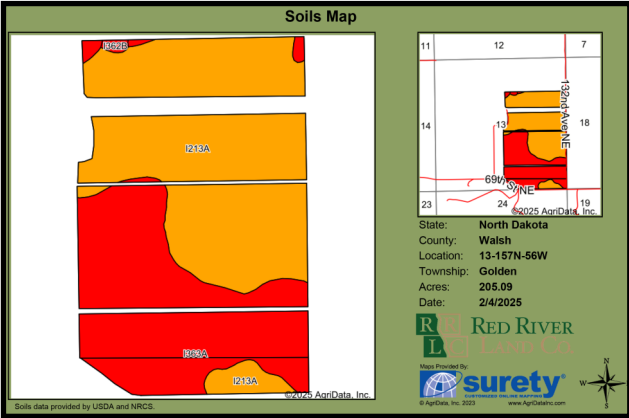 Soils Map
I362B
I213A
I363A
I213A
©2025 AgriData, Inc.
Soils data provided by USDA and NRCS.
11
12
7
132nd Ave NE
14
13
18
69th St NE
23
24
19
©2025 AgriData, Inc.
State: North Dakota
County: Walsh
Location: 13-157N-56W
Township: Golden
Acres: 205.09
Date: 2/4/2025
RRLC
RED RIVER
LAND CO.
Maps Provided By:
surety®
CUSTOMIZED ONLINE MAPPING
© AgriData, Inc. 2023 www.AgriDataInc.com
N
W E
S